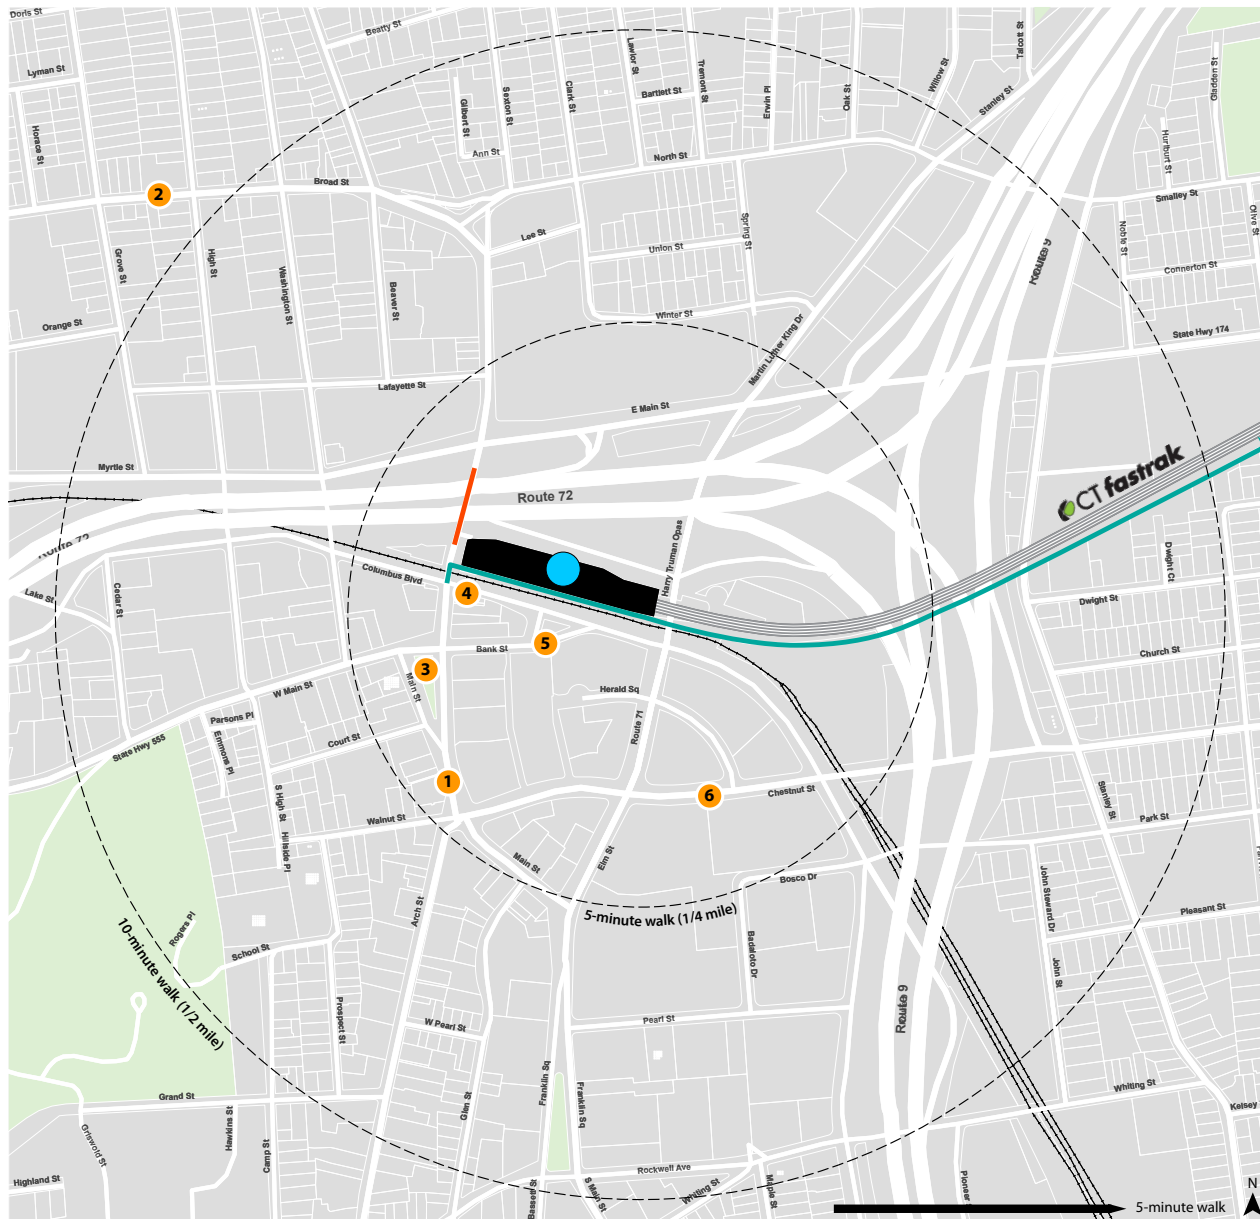 Doris St
Beatty St
Lyman St
Lawlor St
Tremont St
Talcott St
Willow St
Gladden St
Clark St
Sexton St
Gilbert St
Bartlett St
Erwin Pl
Oak St
Stanley St
Horace St
Ann St
North St
Hurlburt St
2
Broad St
Smalley St
Noble St
Olive St
Grove St
High St
Washington St
Beaver St
Lee St
Union St
Spring St
Route 9
Connerton St
Orange St
Winter St
Martin Luther King Dr
State Hwy 174
Lafayette St
E Main St
Myrtle St
Route 72
CT fastrak
Route 72
Harry Truman Opas
Columbus Blvd
4
Lake St
Cedar St
Dwight Ct
Dwight St
5
Bank St
Church St
3
Main St
W Main St
Herald Sq
Parsons Pl
Emmons Pl
Court St
Route 71
State Hwy 555
1
6
Chestnut St
S High St
Hillside Pl
Walnut St
Stanley St
Park St
Main St
Elm St
Bosco Dr
John Steward Dr
Arch St
5-minute walk (1/4 mile)
Pleasant St
Rogers Pl
School St
Badaloto Dr
John St
10-minute walk (1/2 mile)
Prospect St
W Pearl St
Pearl St
Route 9
Grand St
Glen St
Franklin Sq
Franklin Sq
Whiting St
Kelsey
Griswold St
Hawkins St
Camp St
Highland St
Bassett St
S Main St
Rockwell Ave
Whiting St
Maple St
Pioneer
N
5-minute walk